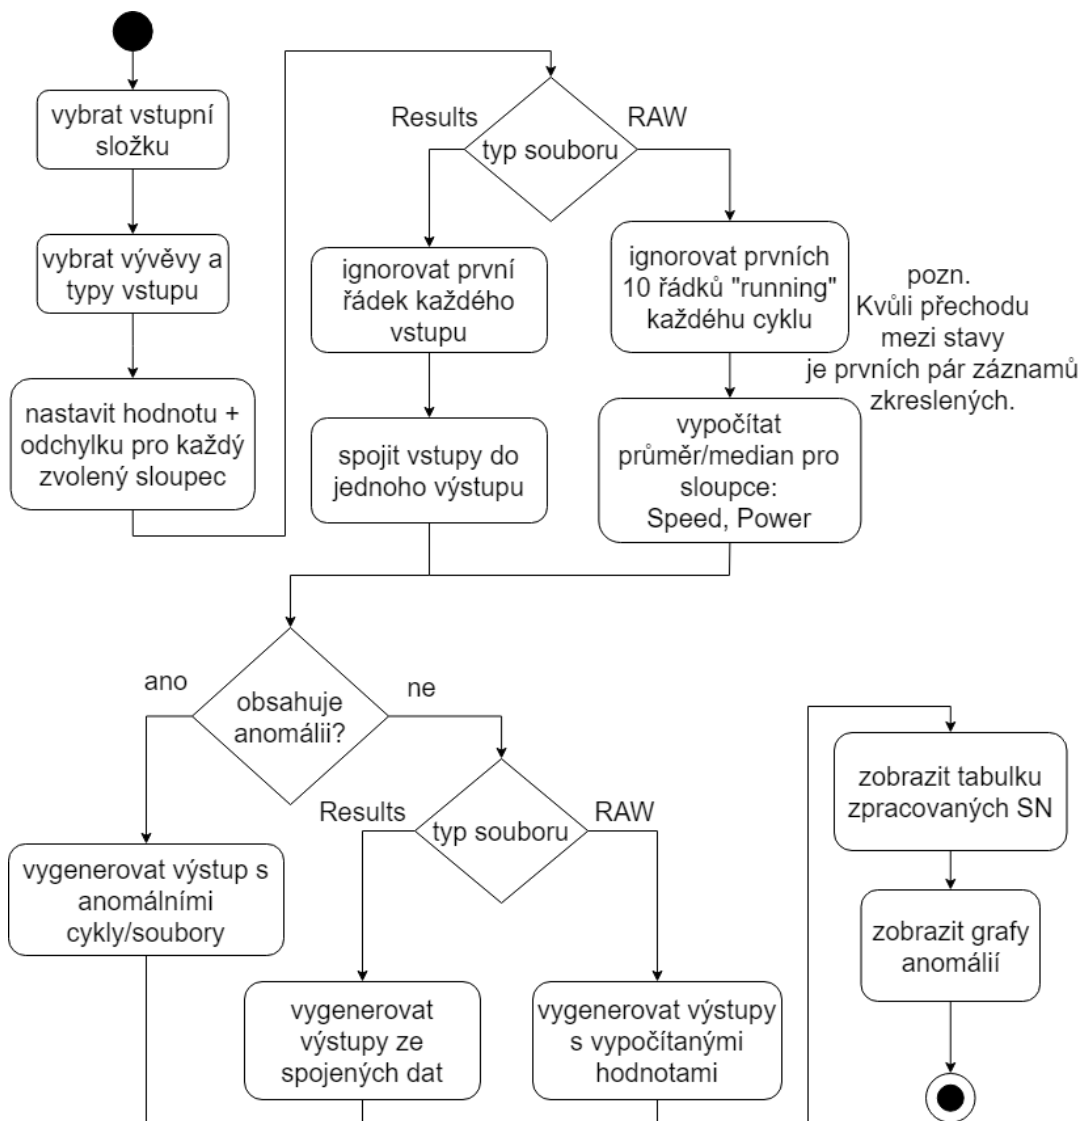 vybrat vstupní
složku
vybrat vývěvy a
typy vstupu
nastavit hodnotu +
odchylku pro každý
zvolený sloupec
typ souboru
Results
RAW
ignorovat první
řádek každého
vstupu
spojit vstupy do
jednoho výstupu
ignorovat prvních
10 řádků "running"
každéhu cyklu
pozn.
Kvůli přechodu
mezi stavy
je prvních pár záznamů
zkreslených.
vypočítat
průměr/median pro
sloupce:
Speed, Power
obsahuje
anomálii?
ano
ne
vygenerovat výstup s
anomálními
cykly/soubory
typ souboru
Results
RAW
vygenerovat
výstupy ze
spojených dat
vygenerovat výstupy
s vypočítanými
hodnotami
zobrazit tabulku
zpracovaných SN
zobrazit grafy
anomálií